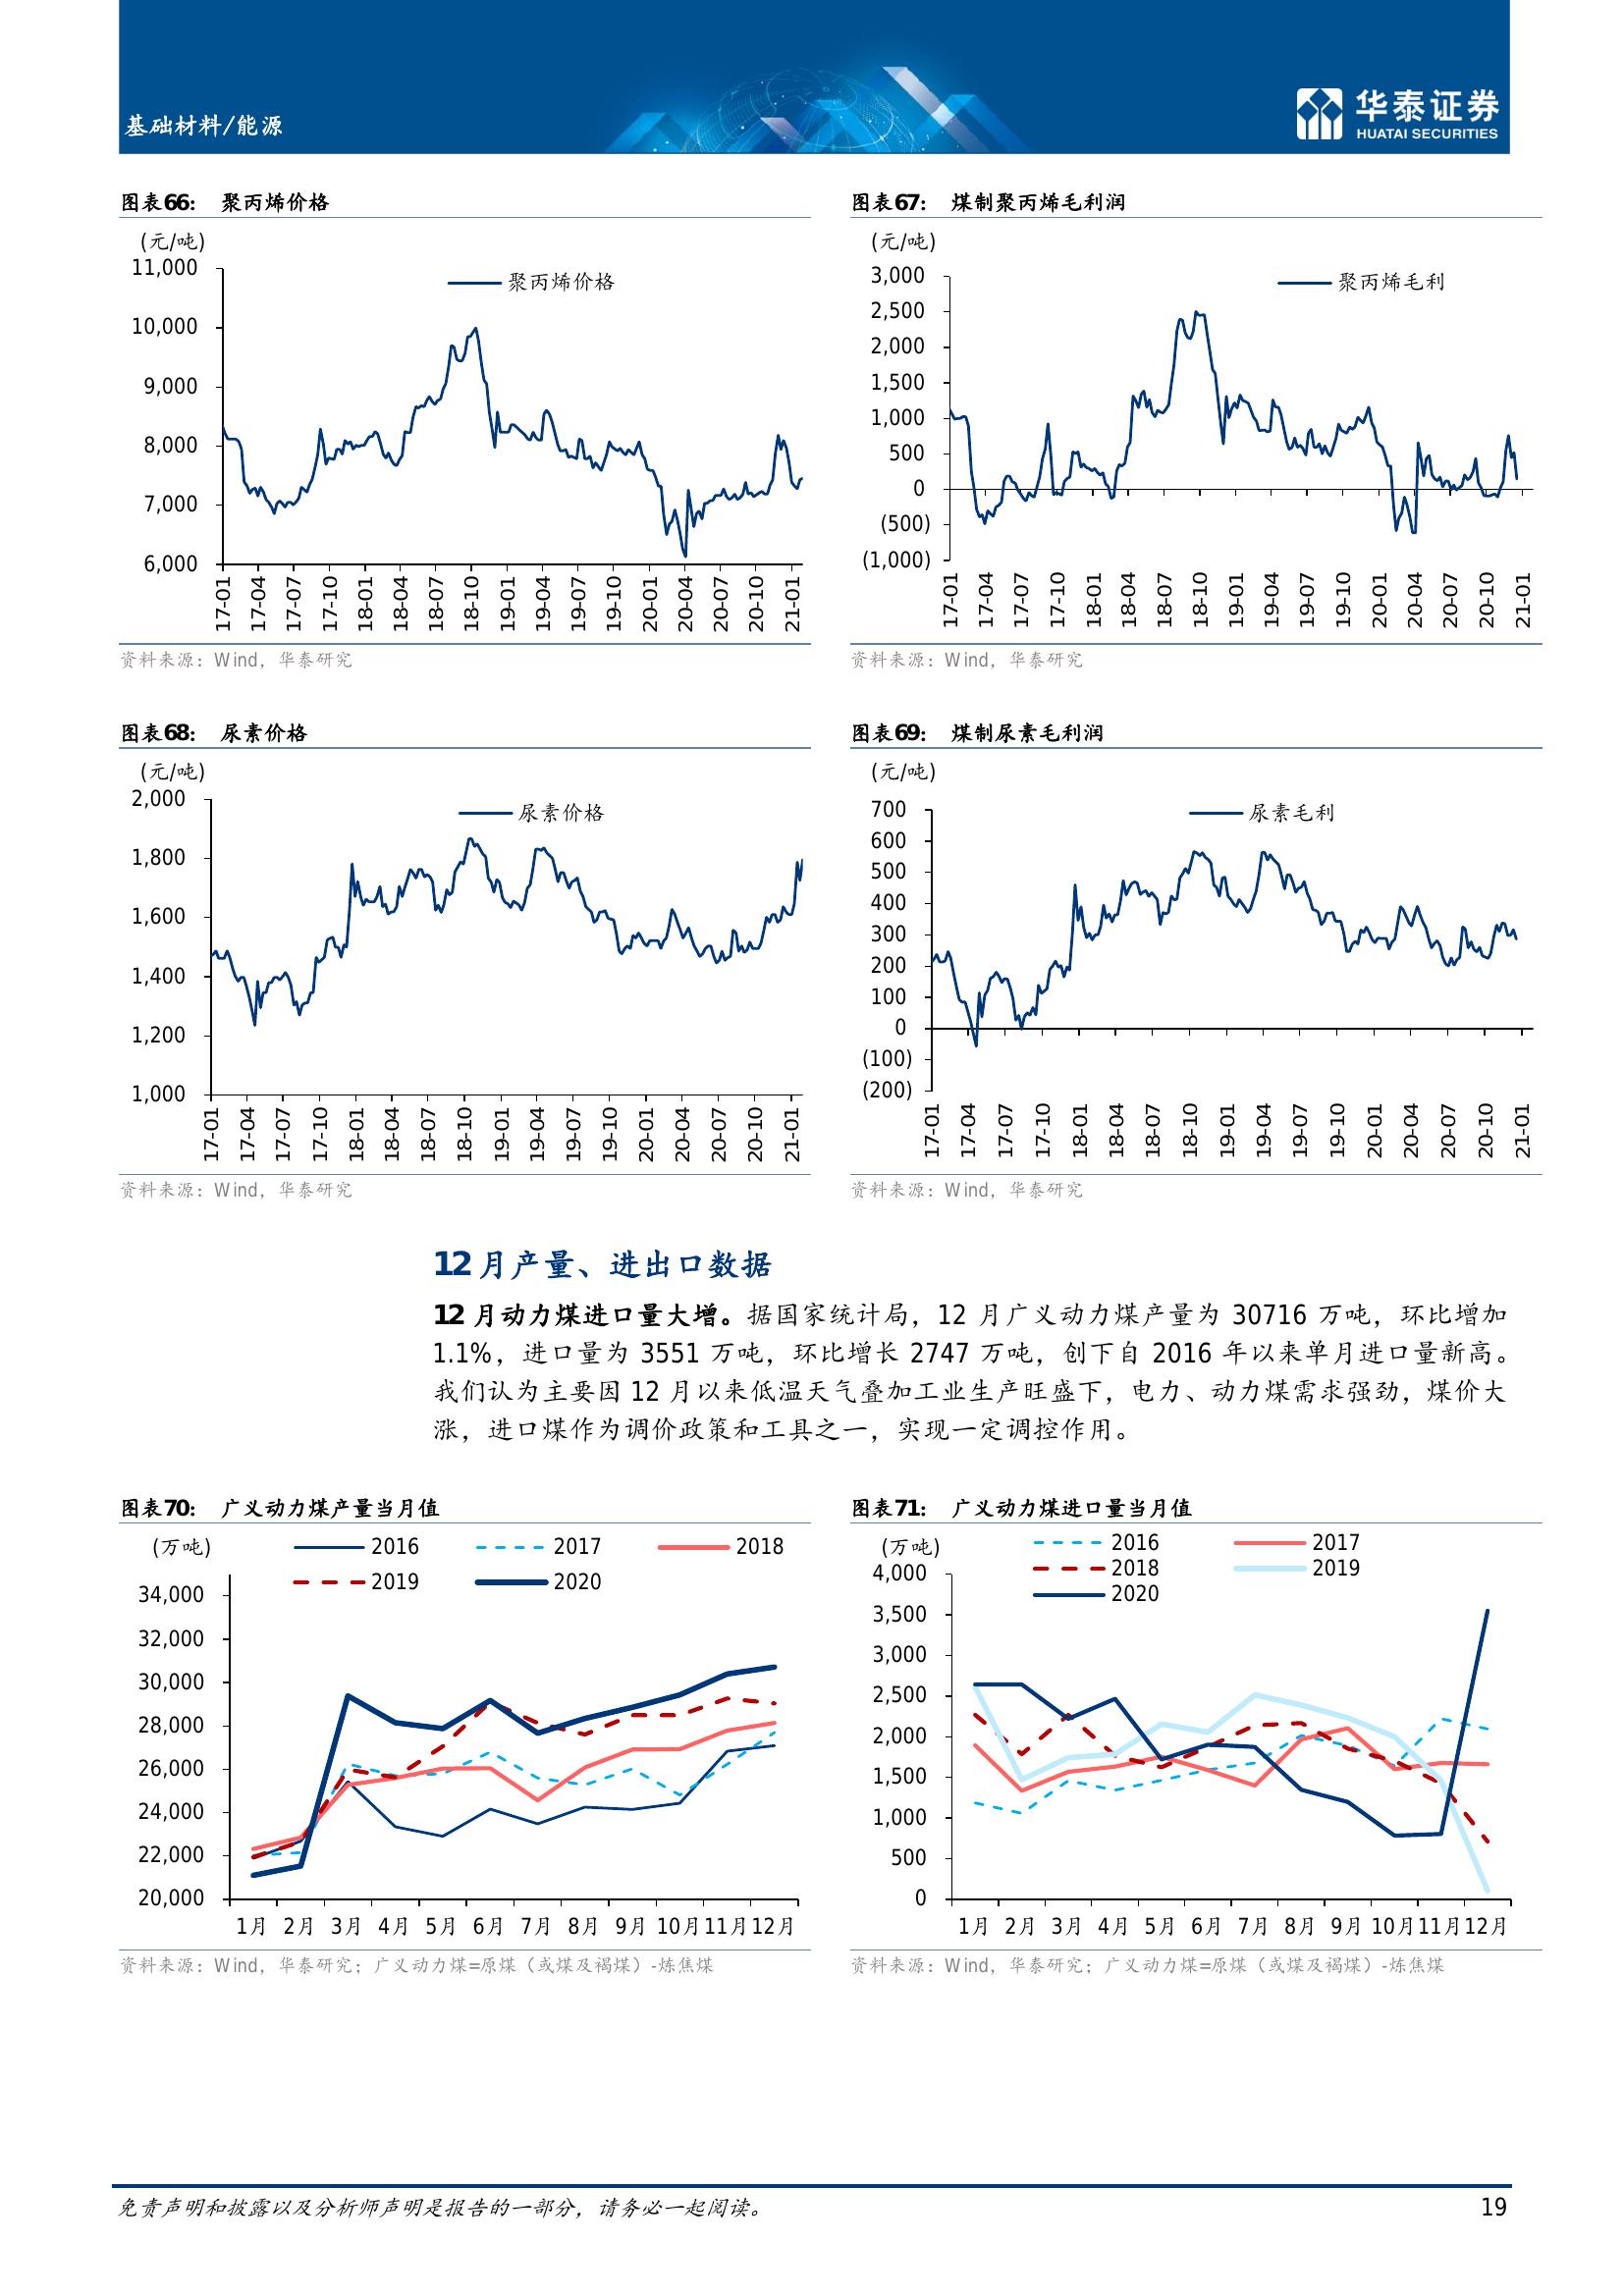 基础材料/能源
华泰证券
HUATAI SECURITIES
图表66： 聚丙烯价格
(元/吨)
聚丙烯价格
11,000
10,000
9,000
8,000
7,000
6,000
17-01 17-04 17-07 17-10 18-01 18-04 18-07 18-10 19-01 19-04 19-07 19-10 20-01 20-04 20-07 20-10 21-01
资料来源：Wind，华泰研究
图表67： 煤制聚丙烯毛利润
(元/吨)
聚丙烯毛利
3,000
2,500
2,000
1,500
1,000
500
0
(500)
(1,000)
17-01 17-04 17-07 17-10 18-01 18-04 18-07 18-10 19-01 19-04 19-07 19-10 20-01 20-04 20-07 20-10 21-01
资料来源：Wind，华泰研究
图表68： 尿素价格
(元/吨)
尿素价格
2,000
1,800
1,600
1,400
1,200
1,000
17-01 17-04 17-07 17-10 18-01 18-04 18-07 18-10 19-01 19-04 19-07 19-10 20-01 20-04 20-07 20-10 21-01
资料来源：Wind，华泰研究
图表69： 煤制尿素毛利润
(元/吨)
尿素毛利
700
600
500
400
300
200
100
0
(100)
(200)
17-01 17-04 17-07 17-10 18-01 18-04 18-07 18-10 19-01 19-04 19-07 19-10 20-01 20-04 20-07 20-10 21-01
资料来源：Wind，华泰研究
12 月产量、进出口数据
12 月动力煤进口量大增。据国家统计局，12 月广义动力煤产量为 30716 万吨，环比增加
1.1%，进口量为 3551 万吨，环比增长 2747 万吨，创下自 2016 年以来单月进口量新高。
我们认为主要因 12 月以来低温天气叠加工业生产旺盛下，电力、动力煤需求强劲，煤价大
涨，进口煤作为调价政策和工具之一，实现一定调控作用。
图表70： 广义动力煤产量当月值
(万吨)
2016 2017 2018
2019 2020
34,000
32,000
30,000
28,000
26,000
24,000
22,000
20,000
1月 2月 3月 4月 5月 6月 7月 8月 9月 10月 11月 12月
资料来源：Wind，华泰研究；广义动力煤=原煤（或煤及褐煤）-炼焦煤
图表71： 广义动力煤进口量当月值
(万吨)
2016 2017
2018 2019
2020
4,000
3,500
3,000
2,500
2,000
1,500
1,000
500
0
1月 2月 3月 4月 5月 6月 7月 8月 9月 10月 11月 12月
资料来源：Wind，华泰研究；广义动力煤=原煤（或煤及褐煤）-炼焦煤
免责声明和披露以及分析师声明是报告的一部分，请务必一起阅读。
19